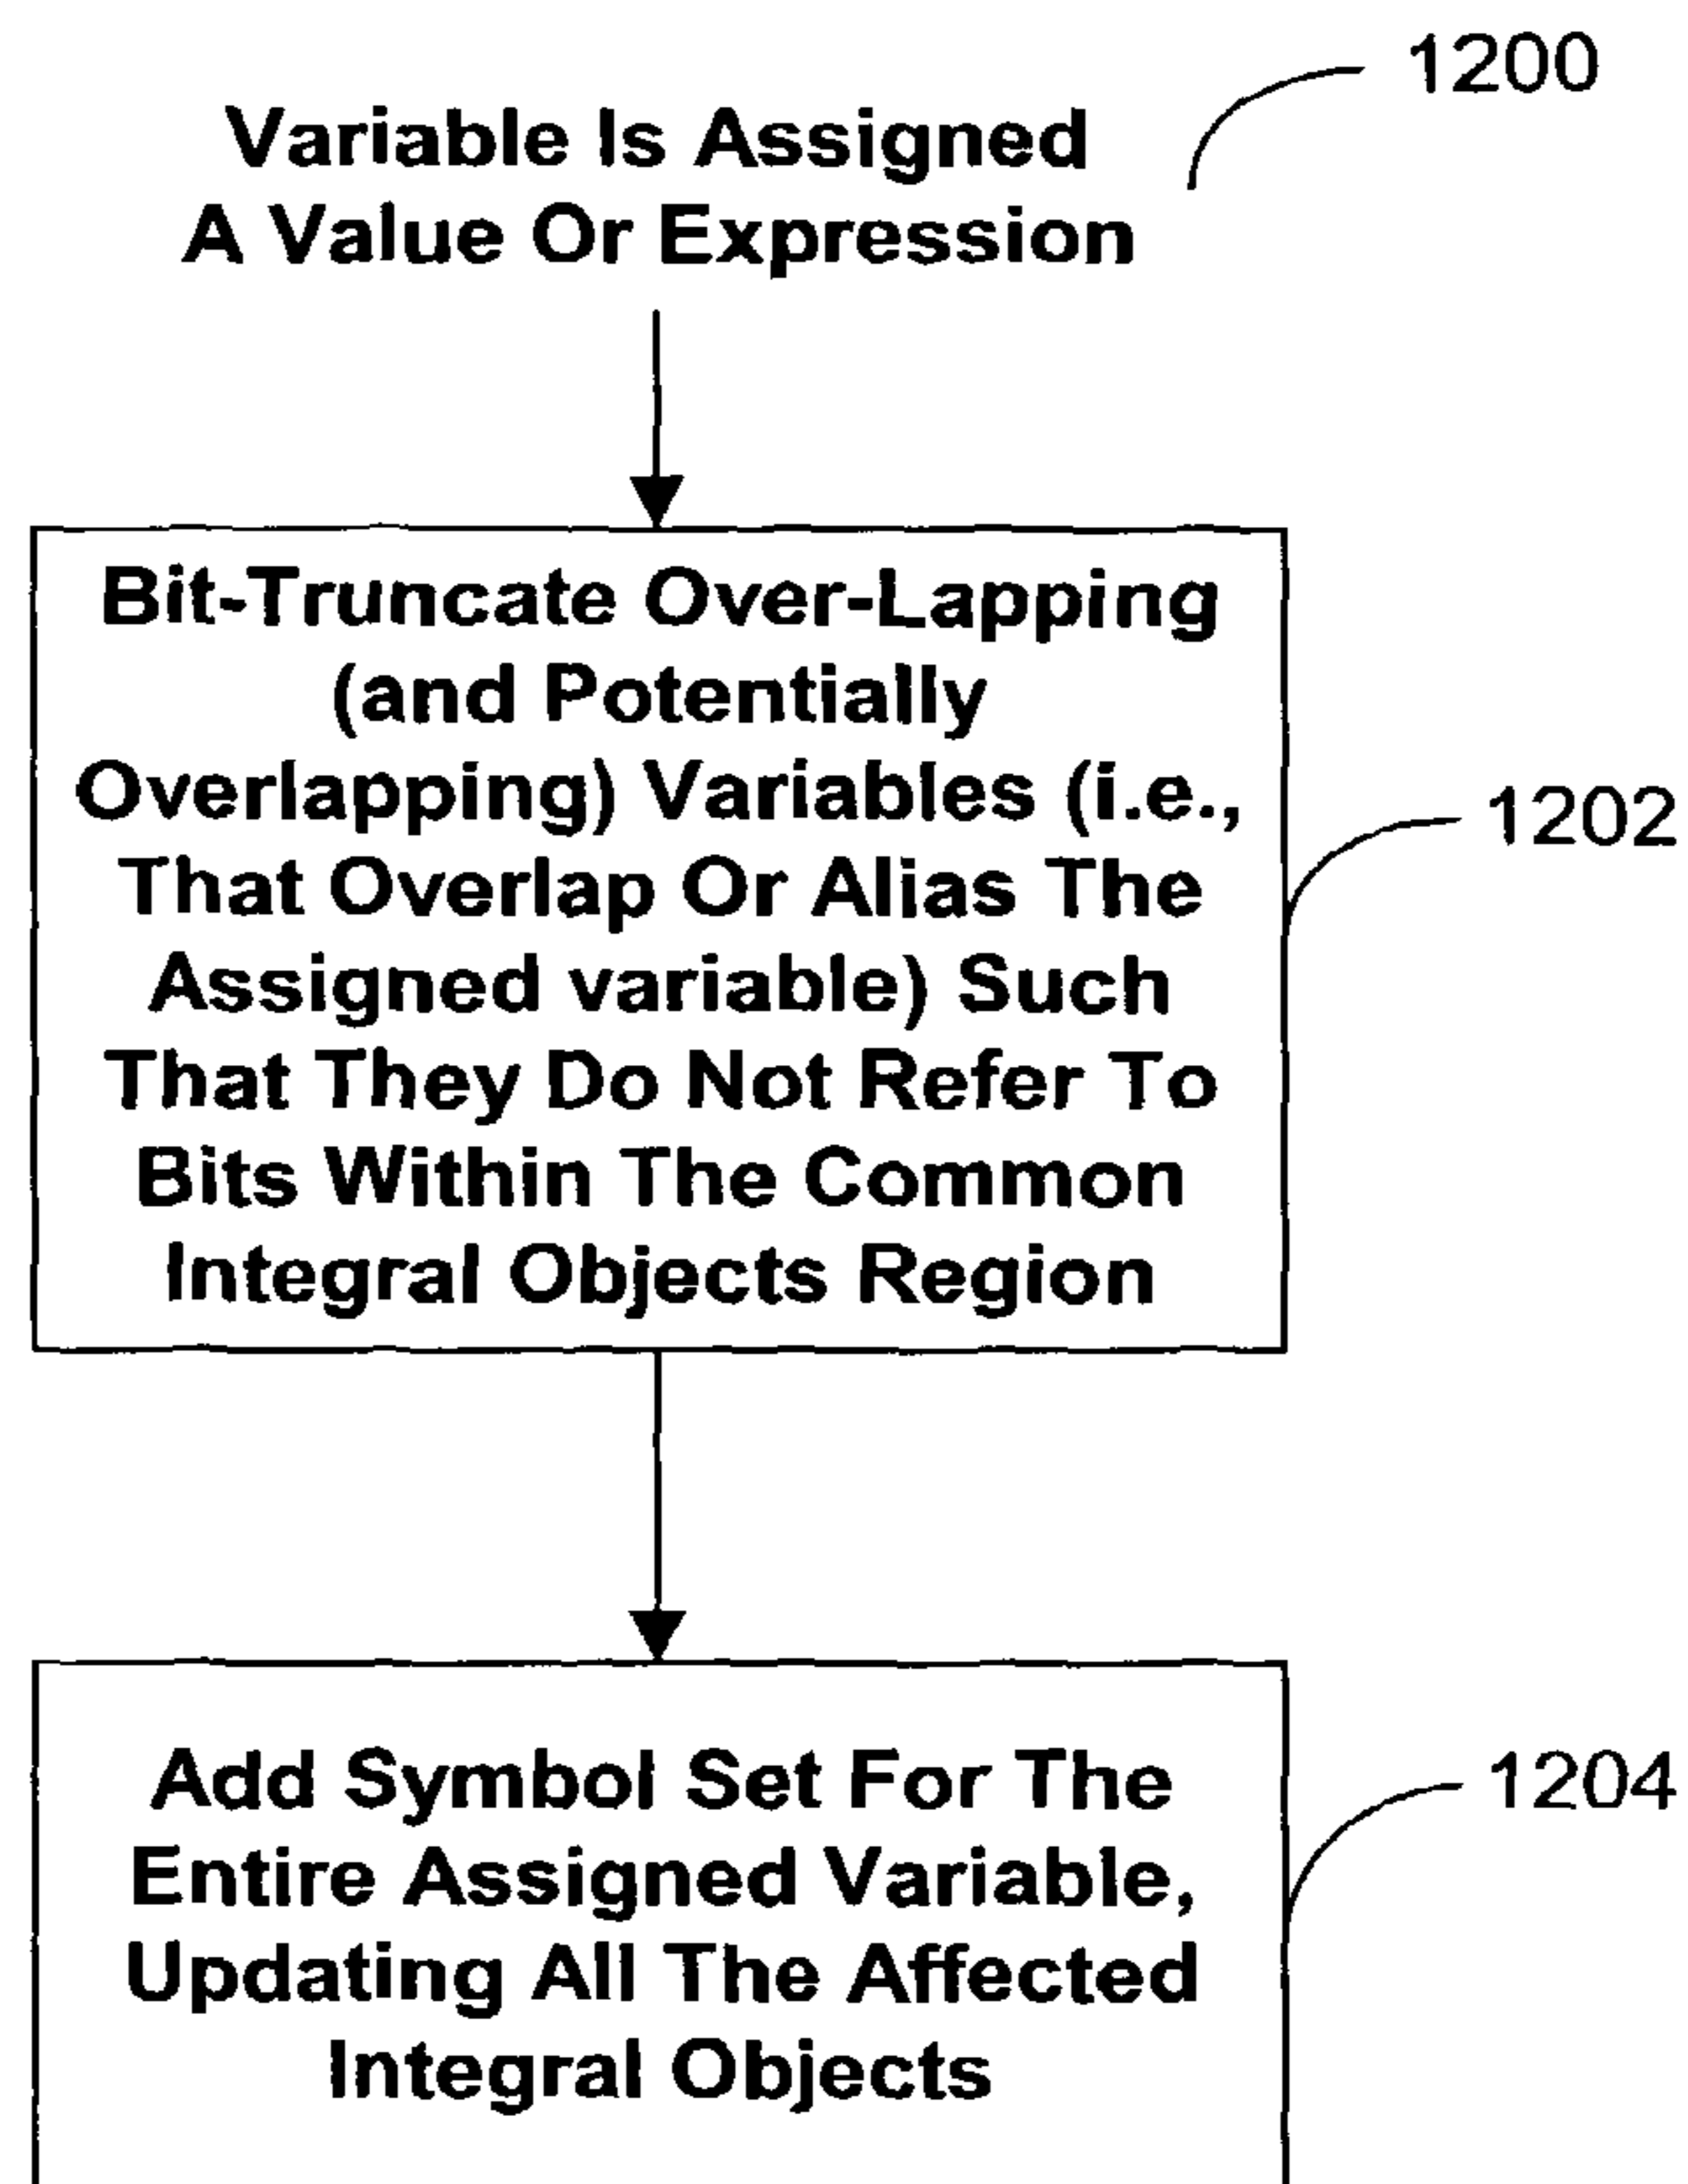 1200
Variable Is Assigned
A Value Or Expression
Bit-Truncate Over-Lapping
(and Potentially
Overlapping) Variables (i.e.,
That Overlap Or Alias The
Assigned variable) Such
That They Do Not Refer To
Bits Within The Common
Integral Objects Region
1202
Add Symbol Set For The
Entire Assigned Variable,
Updating All The Affected
Integral Objects
1204